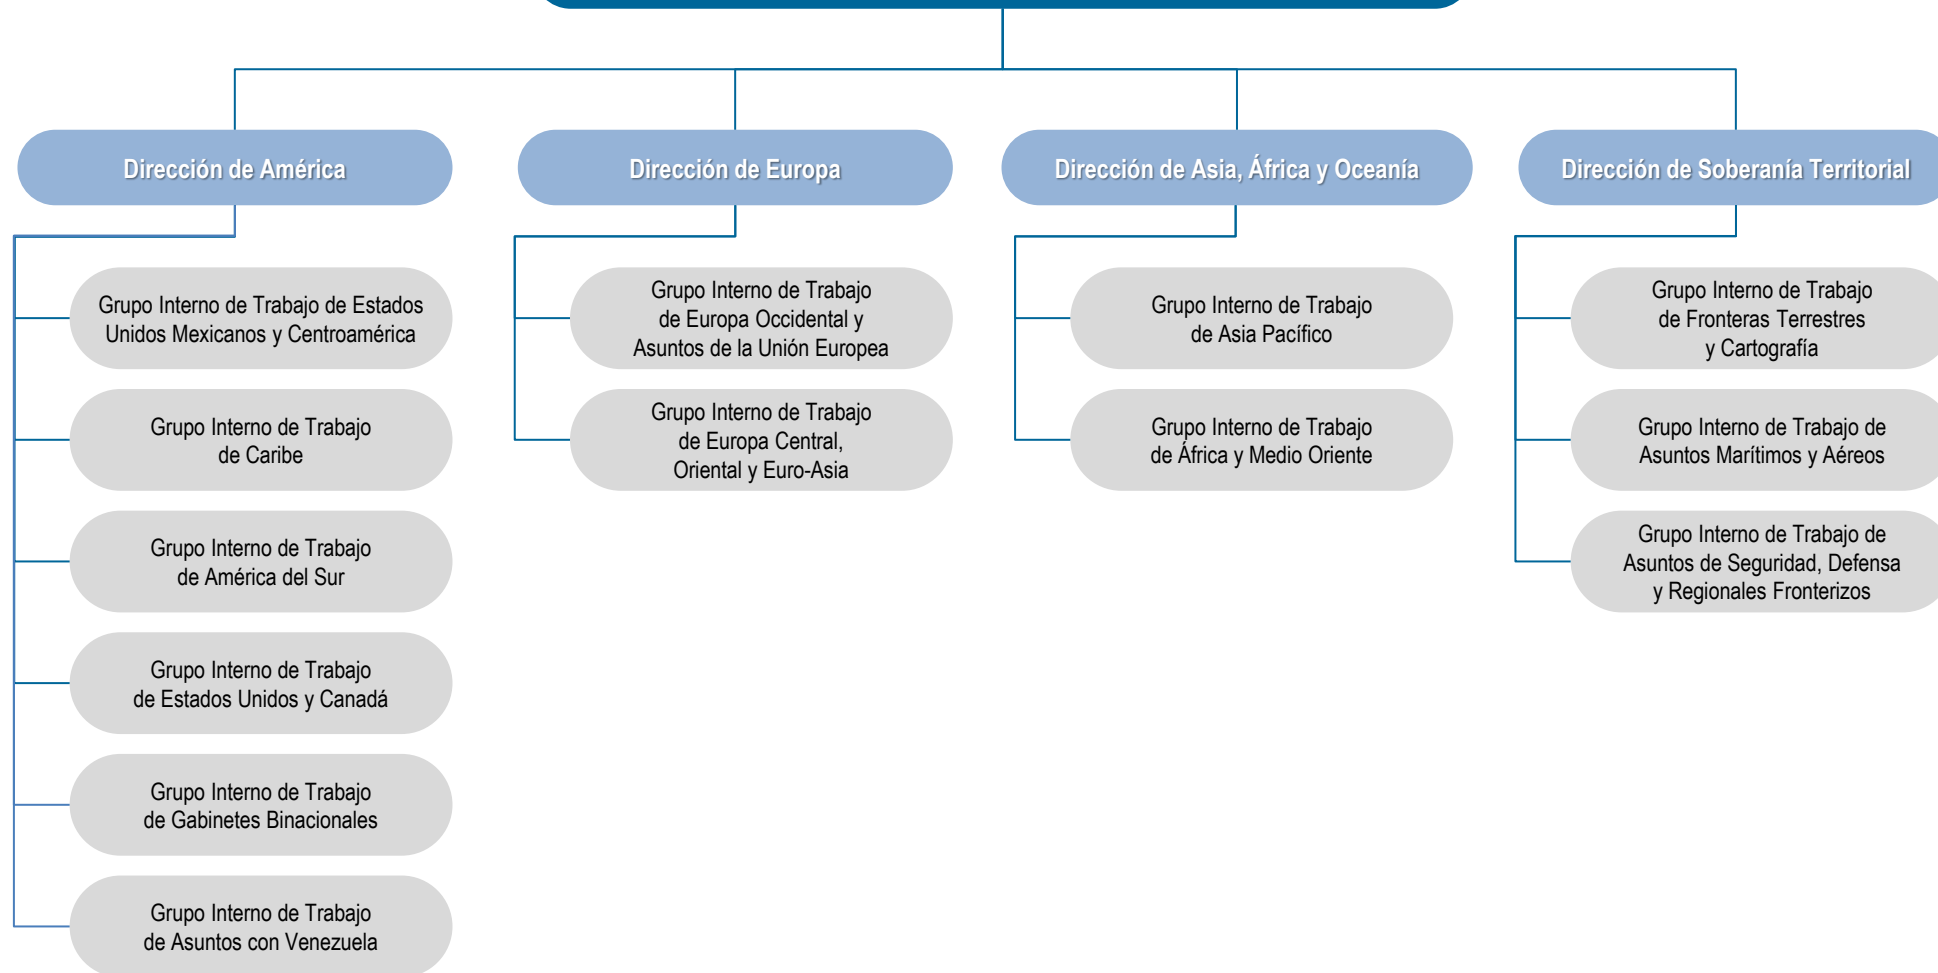 Dirección de América
Grupo Interno de Trabajo de Estados
Unidos Mexicanos y Centroamérica
Grupo Interno de Trabajo
de Caribe
Grupo Interno de Trabajo
de América del Sur
Grupo Interno de Trabajo
de Estados Unidos y Canadá
Grupo Interno de Trabajo
de Gabinetes Binacionales
Grupo Interno de Trabajo
de Asuntos con Venezuela
Dirección de Europa
Grupo Interno de Trabajo
de Europa Occidental y
Asuntos de la Unión Europea
Grupo Interno de Trabajo
de Europa Central,
Oriental y Euro-Asia
Dirección de Asia, África y Oceanía
Grupo Interno de Trabajo
de Asia Pacífico
Grupo Interno de Trabajo
de África y Medio Oriente
Dirección de Soberanía Territorial
Grupo Interno de Trabajo
de Fronteras Terrestres
y Cartografía
Grupo Interno de Trabajo de
Asuntos Marítimos y Aéreos
Grupo Interno de Trabajo de
Asuntos de Seguridad, Defensa
y Regionales Fronterizos